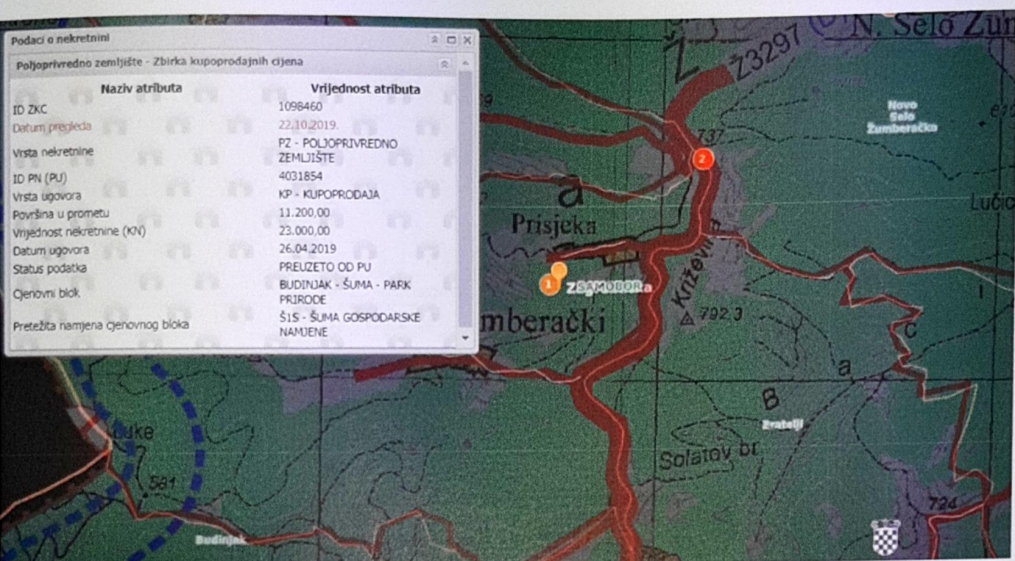 Podaci o nekretnini
Poljoprivredno zemljište - Zbirka kupoprodajnih cijena
Naziv atributa Vrijednost atributa
ID ZKC 1098460
Datum pregleda 22.10.2019.
Vrsta nekretnine PZ - POLJOPRIVREDNO
ZEMLJIŠTE
ID PN (PU) 4031854
Vrsta ugovora KP - KUPOPRODAJA
Površina u prometu 11.200,00
Vrijednost nekretnine (KN) 23.000,00
Datum ugovora 26.04.2019
Status podatka PREUZETO OD PU
Cjenovni blok BUDINJAK - ŠUMA - PARK
PRIRODE
Pretežita namjena cjenovnog bloka Š1S - ŠUMA GOSPODARSKE
NAMJENE
N. Selo Žum
Ž3297
Ž
Novo
Selo
Žumberačko
737
2
a
Prisjeka
Lučic
Križevin
1
SAMOBOR
mberački
792,3
C
a
B
Bratelji
Solatov br.
Luke
581
724
Budinjak